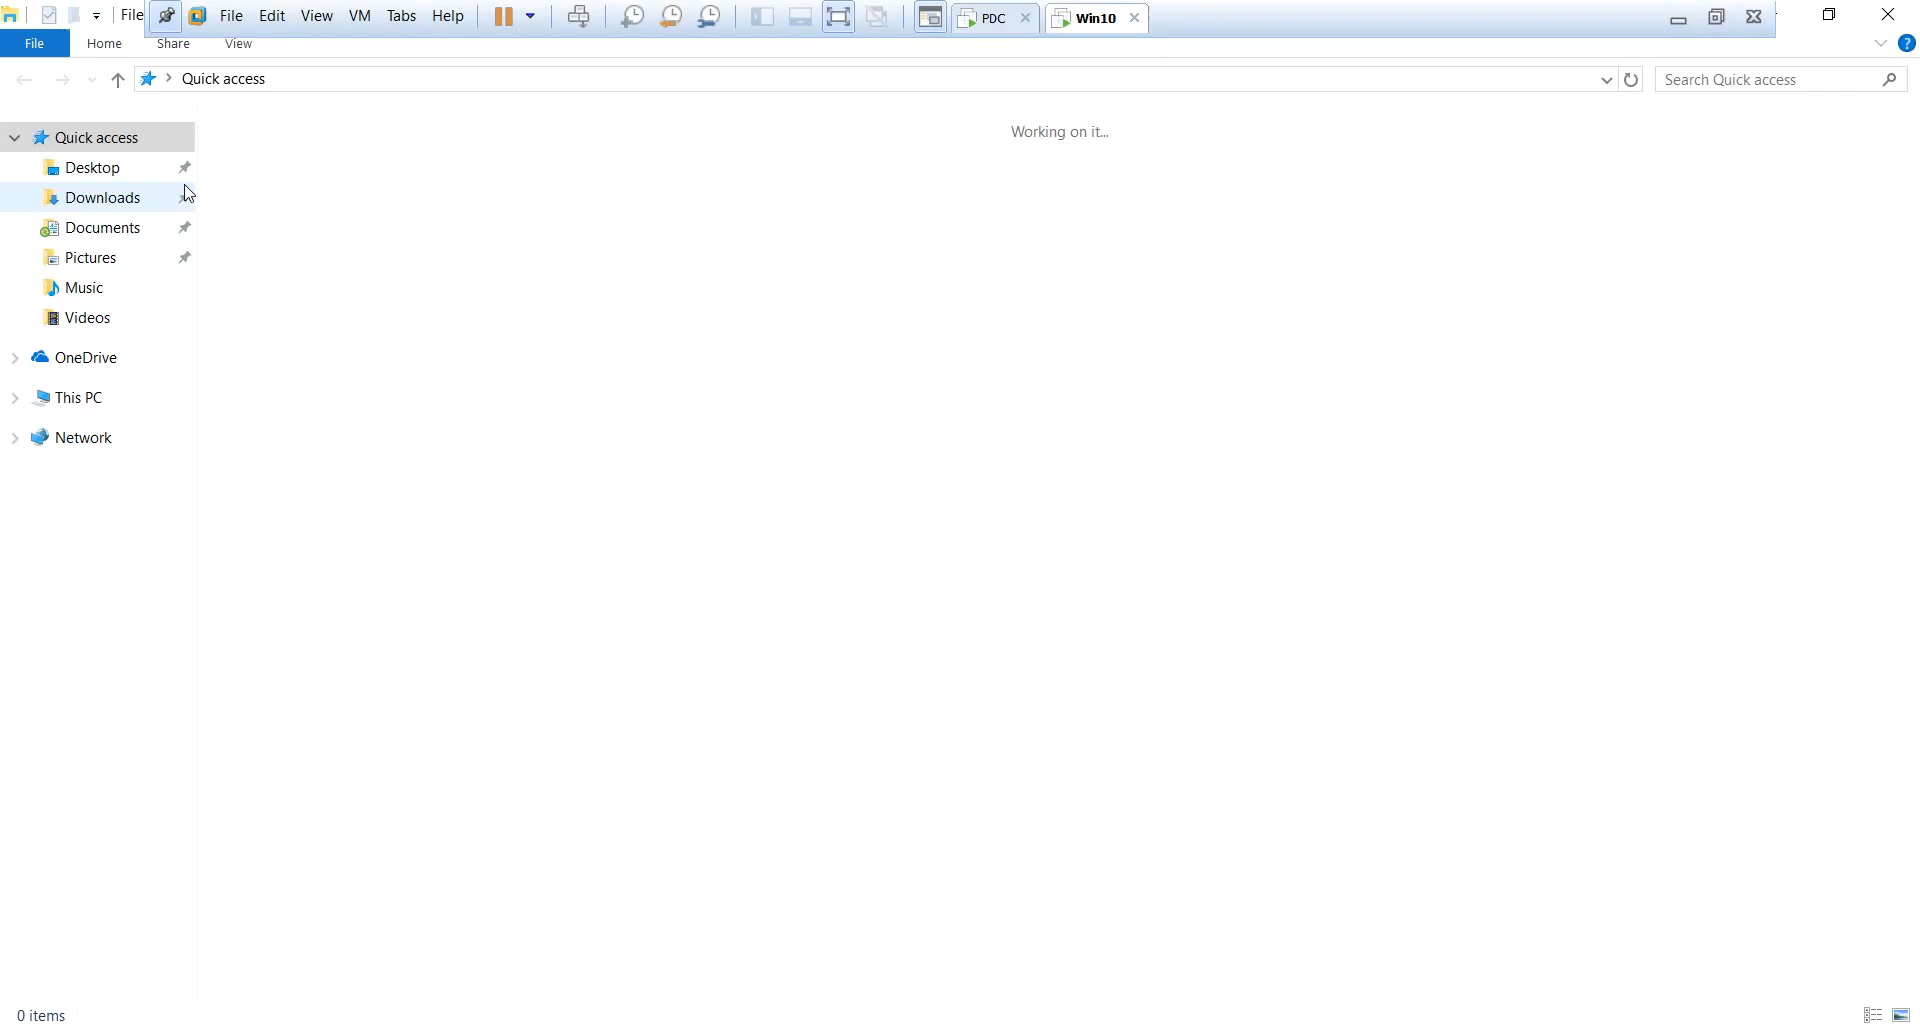 File File Edit View VM Tabs Help PDC Win10
File Home Share View ?
Quick access Search Quick access
Working on it...
Quick access
Desktop
Downloads
Documents
Pictures
Music
Videos
OneDrive
This PC
Network
0 items